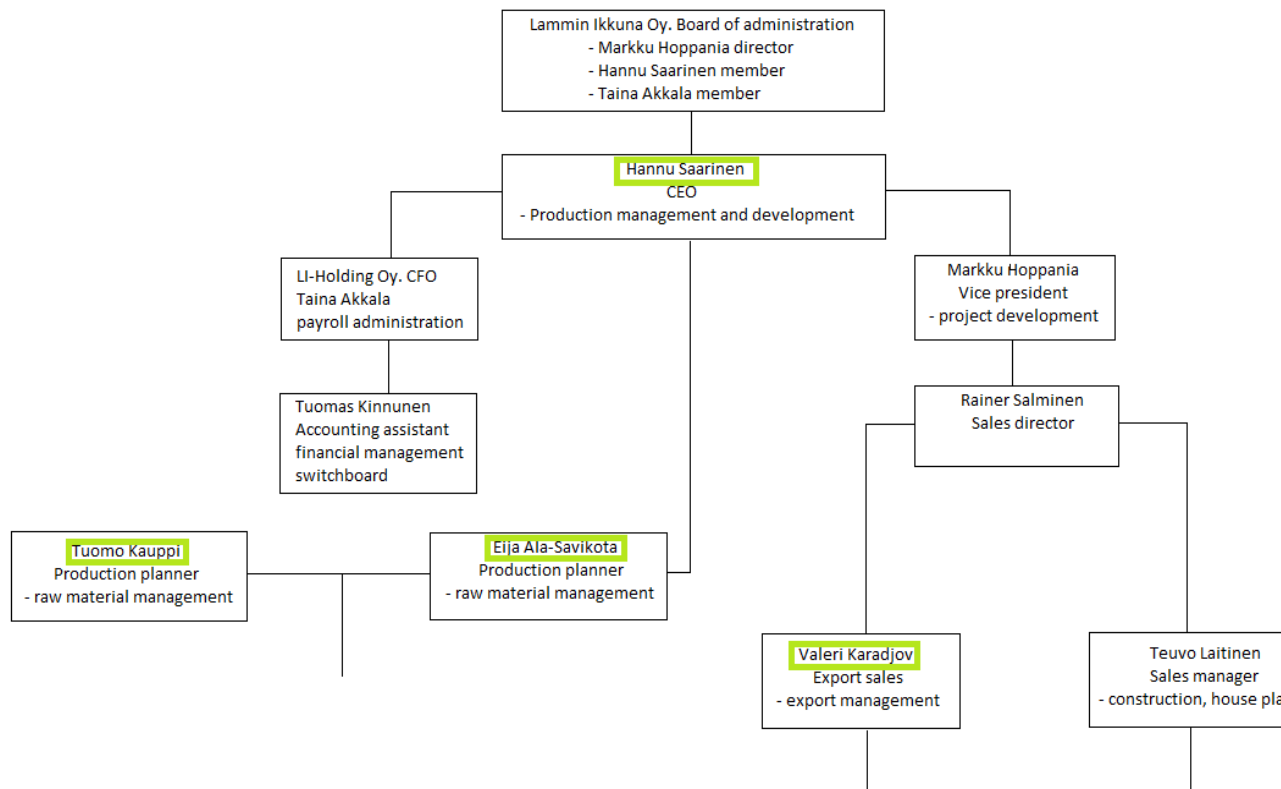 Lammin Ikkuna Oy. Board of administration
- Markku Hoppania director
- Hannu Saarinen member
- Taina Akkala member
Hannu Saarinen
CEO
- Production management and development
LI-Holding Oy. CFO
Taina Akkala
payroll administration
Markku Hoppania
Vice president
- project development
Tuomas Kinnunen
Accounting assistant
financial management
switchboard
Rainer Salminen
Sales director
Tuomo Kauppi
Production planner
- raw material management
Eija Ala-Savikota
Production planner
- raw material management
Valeri Karadjov
Export sales
- export management
Teuvo Laitinen
Sales manager
- construction, house pla